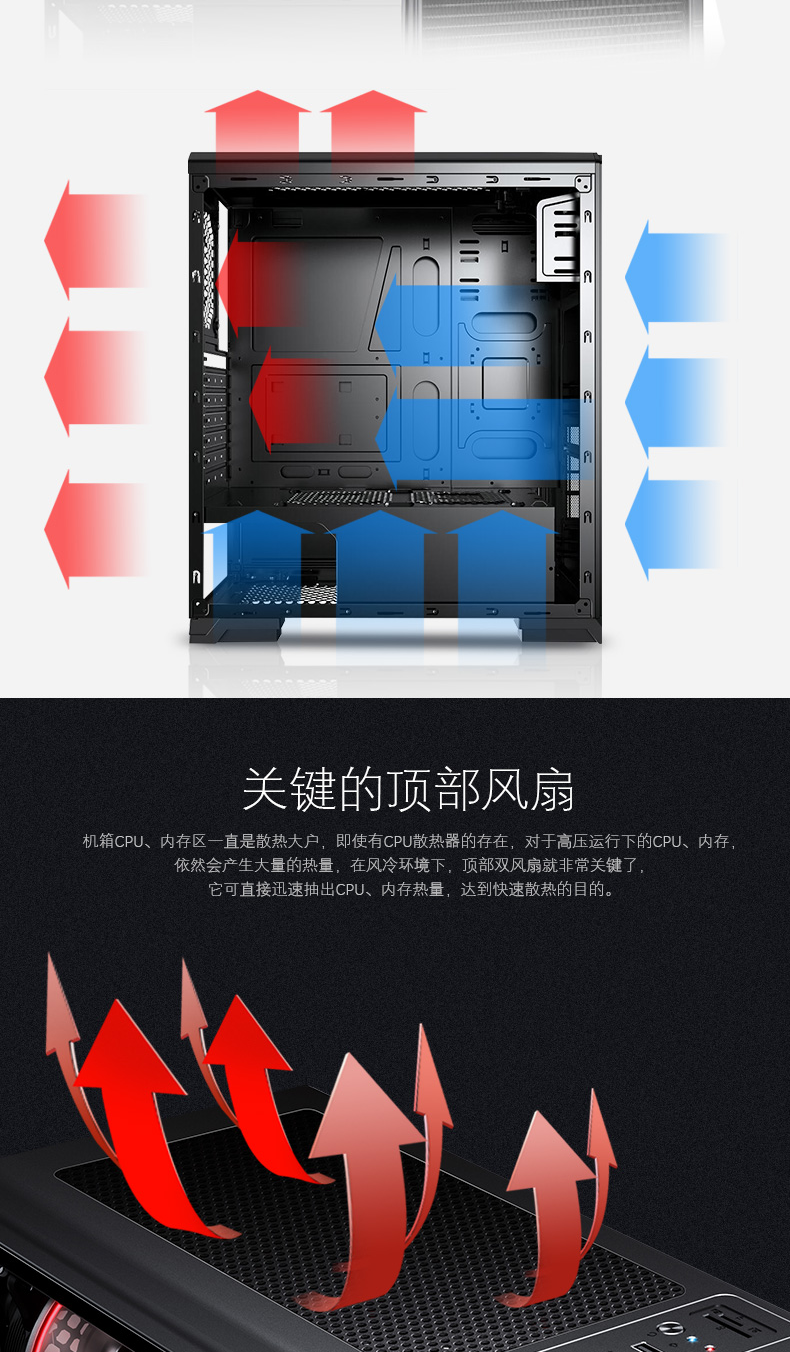 关键的顶部风扇
机箱CPU、内存区一直是散热大户，即使有CPU散热器的存在，对于高压运行下的CPU、内存，
依然会产生大量的热量，在风冷环境下，顶部双风扇就非常关键了，
它可直接迅速抽出CPU、内存热量，达到快速散热的目的。